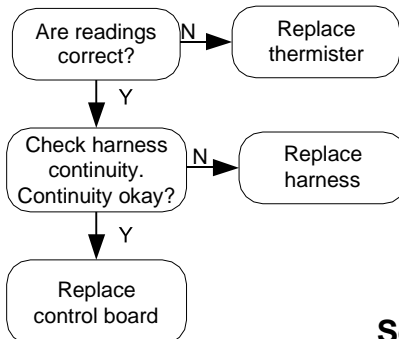 Are readings
correct?
N
Replace
thermister
Y
Check harness
continuity.
Continuity okay?
N
Replace
harness
Y
Replace
control board